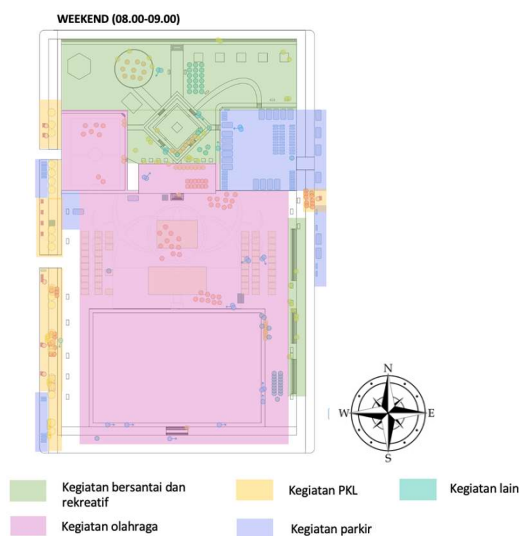 WEEKEND (08.00-09.00)
N
W
E
S
Kegiatan bersantai dan
rekreatif
Kegiatan PKL
Kegiatan lain
Kegiatan olahraga
Kegiatan parkir